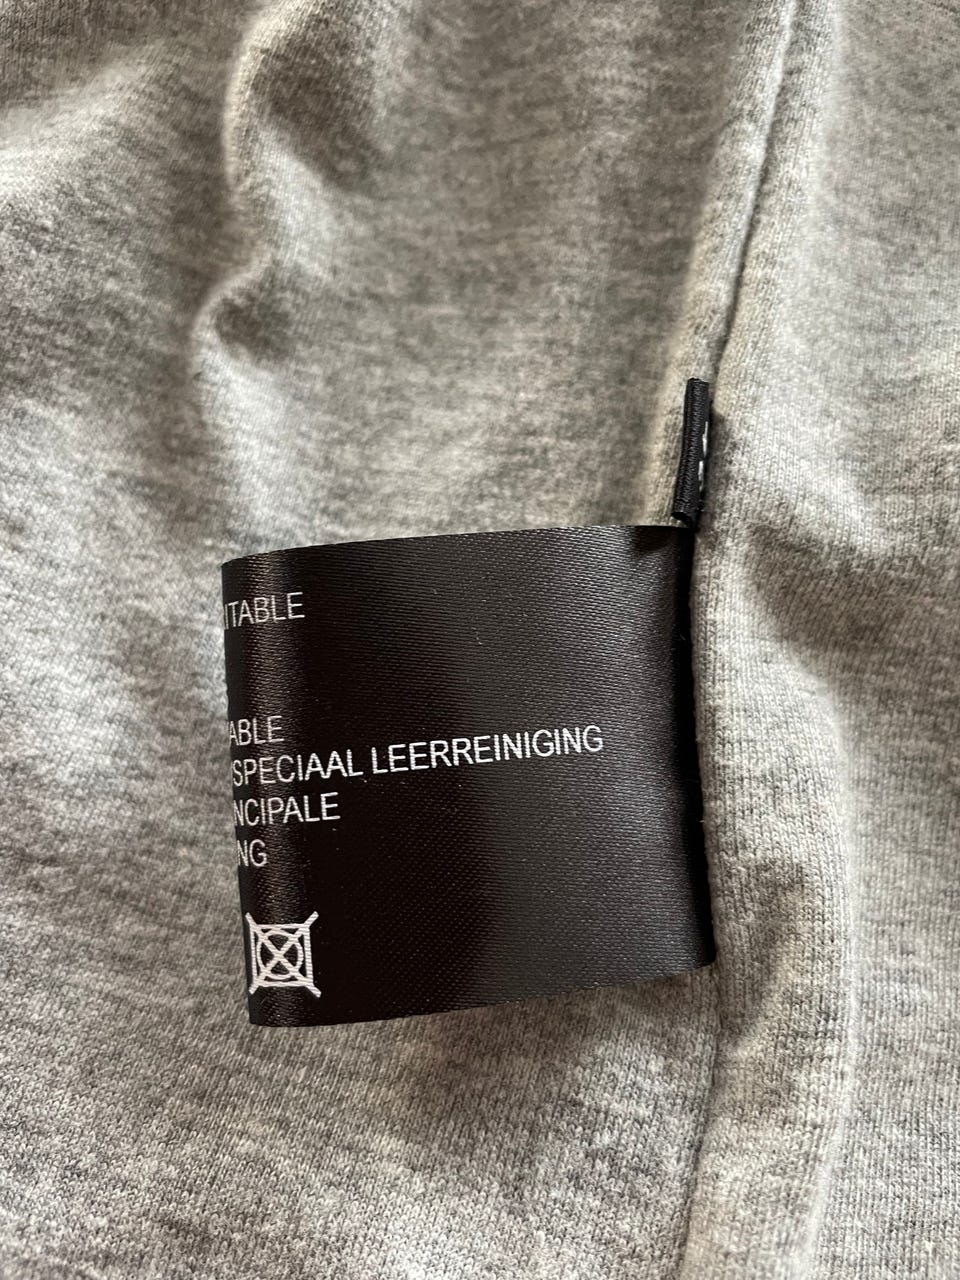 ITABLE
ABLE
SPECIAAL LEERREINIGING
NCIPALE
NG